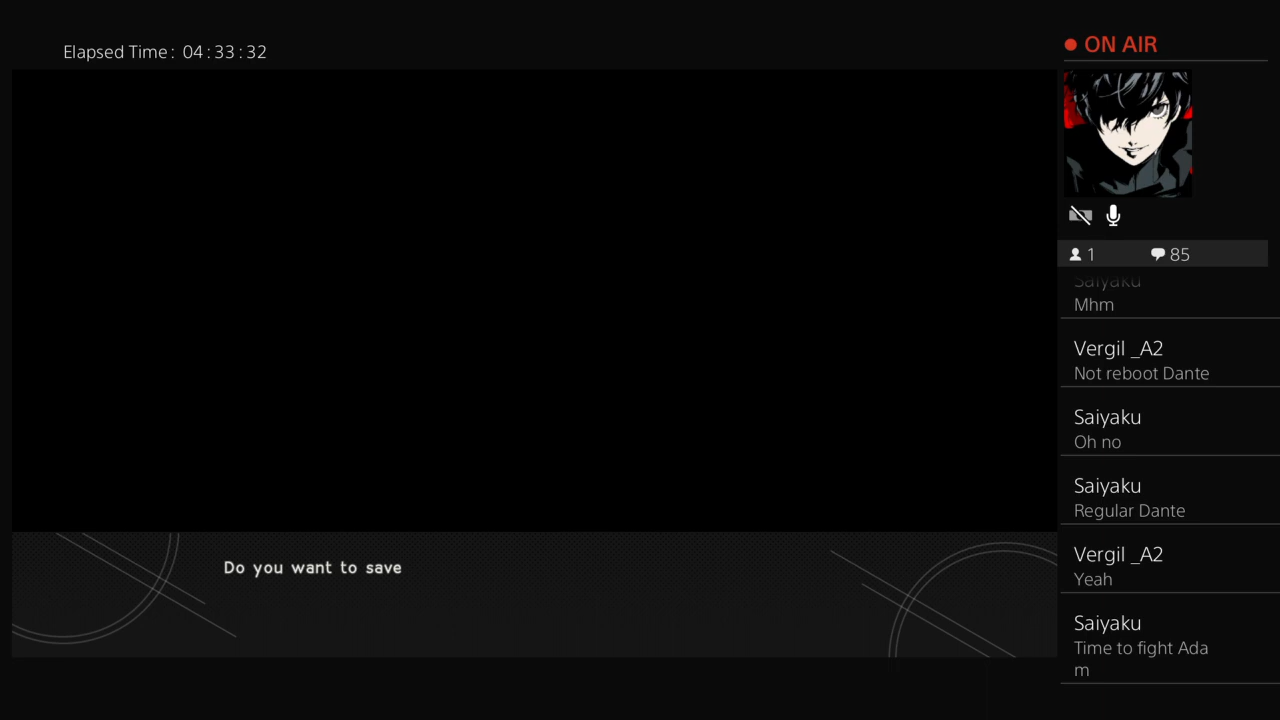 Elapsed Time: 04:33:32
ON AIR
1 85
Saiyaku
Mhm
Vergil _A2
Not reboot Dante
Saiyaku
Oh no
Saiyaku
Regular Dante
Vergil _A2
Yeah
Saiyaku
Time to fight Ada
m
Do you want to save